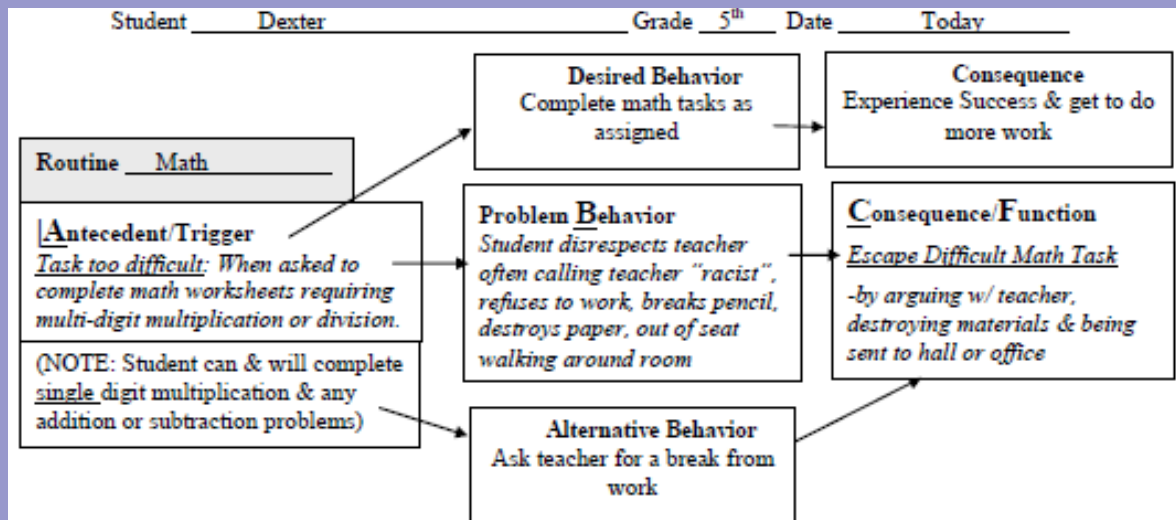 Student Dexter Grade 5th Date Today
Desired Behavior
Complete math tasks as
assigned
Consequence
Experience Success & get to do
more work
Routine Math
Antecedent/Trigger
Task too difficult: When asked to
complete math worksheets requiring
multi-digit multiplication or division.
(NOTE: Student can & will complete
single digit multiplication & any
addition or subtraction problems)
Problem Behavior
Student disrespects teacher
often calling teacher "racist",
refuses to work, breaks pencil,
destroys paper, out of seat
walking around room
Consequence/Function
Escape Difficult Math Task
-by arguing w/ teacher,
destroying materials & being
sent to hall or office
Alternative Behavior
Ask teacher for a break from
work